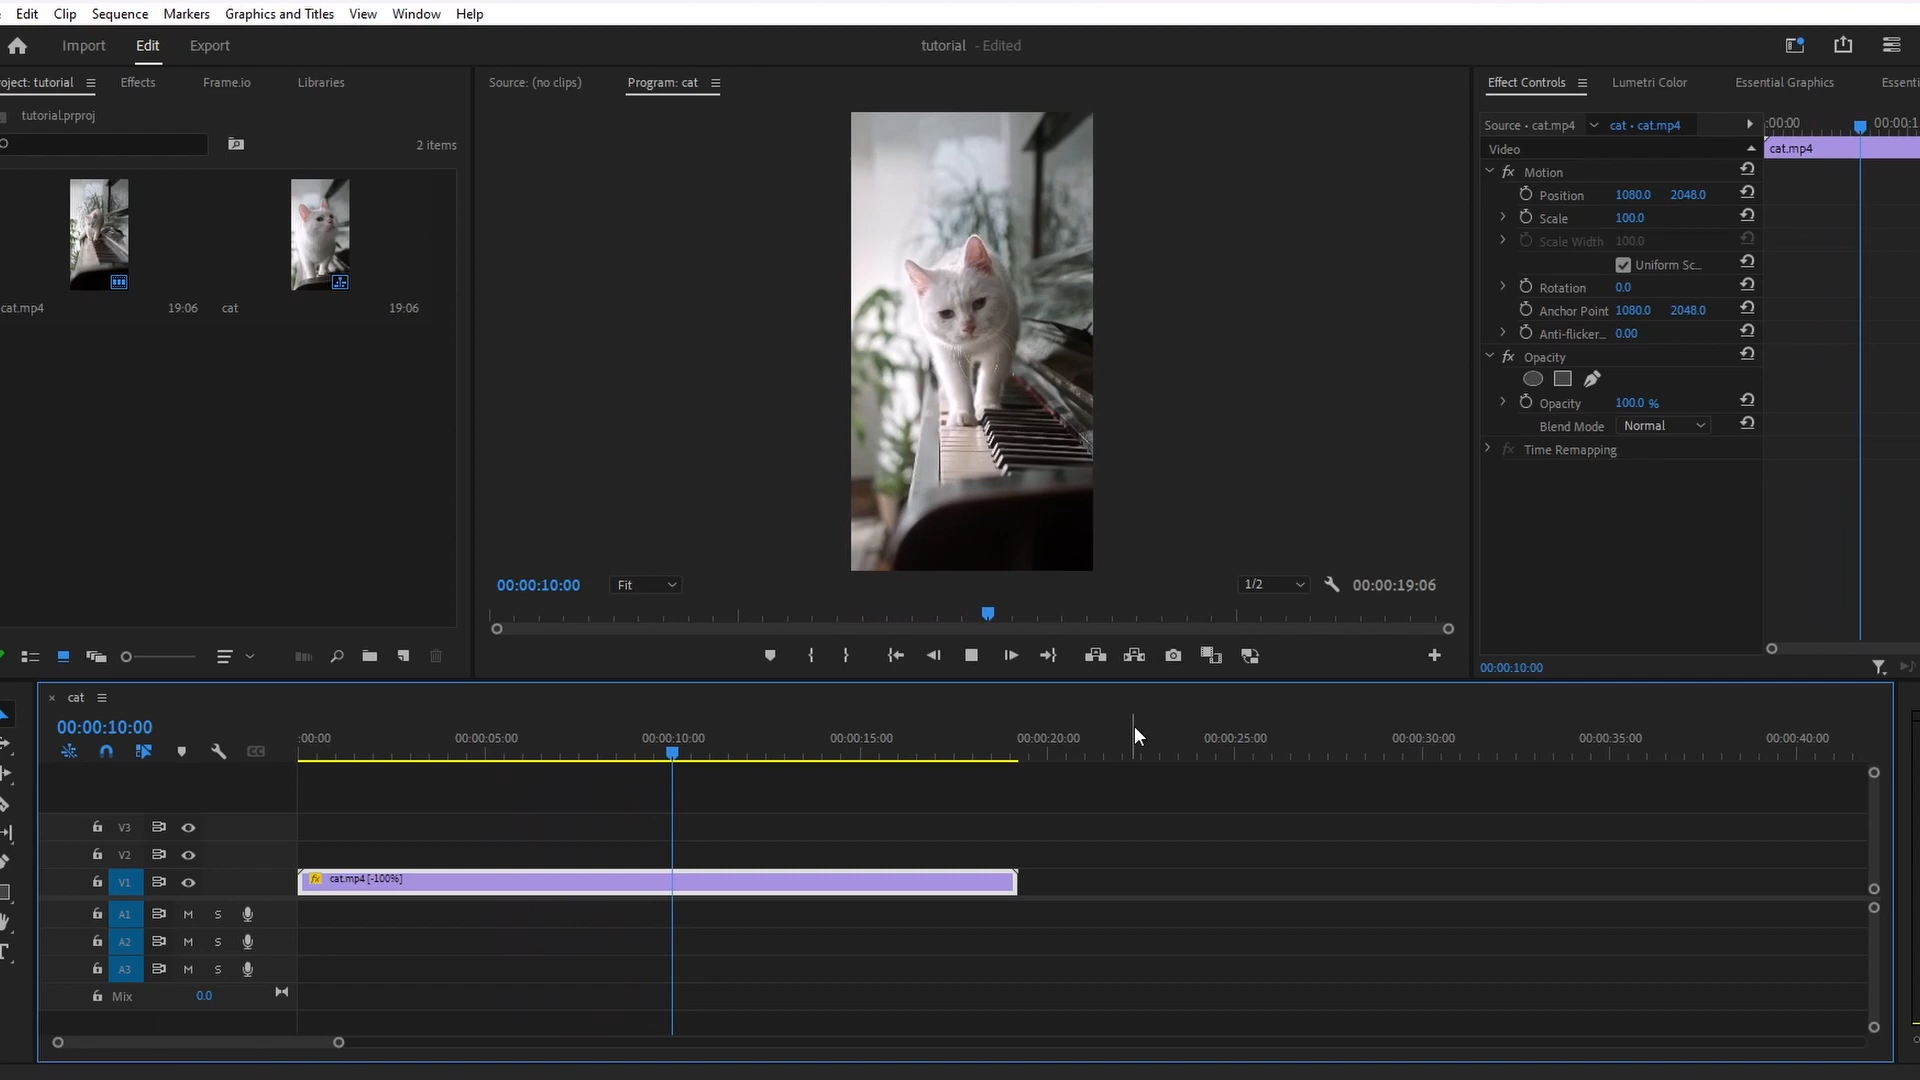 Edit Clip Sequence Markers Graphics and Titles View Window Help
Import Edit Export
tutorial - Edited
oject: tutorial Effects Frame.io Libraries
tutorial.prproj
2 items
cat.mp4 19:06
cat 19:06
Source: (no clips) Program: cat
00:00:10:00 Fit 1/2 00:00:19:06
Effect Controls Lumetri Color Essential Graphics Essenti
Source • cat.mp4 cat • cat.mp4 :00:00 00:00:1
Video cat.mp4
fx Motion
Position 1080.0 2048.0
Scale 100.0
Scale Width 100.0
Uniform Sc...
Rotation 0.0
Anchor Point 1080.0 2048.0
Anti-flicker... 0.00
fx Opacity
Opacity 100.0 %
Blend Mode Normal
fx Time Remapping
00:00:10:00
× cat
00:00:10:00
:00:00 00:00:05:00 00:00:10:00 00:00:15:00 00:00:20:00 00:00:25:00 00:00:30:00 00:00:35:00 00:00:40:00
V3
V2
V1 fx cat.mp4 [-100%]
A1 M S
A2 M S
A3 M S
Mix 0.0